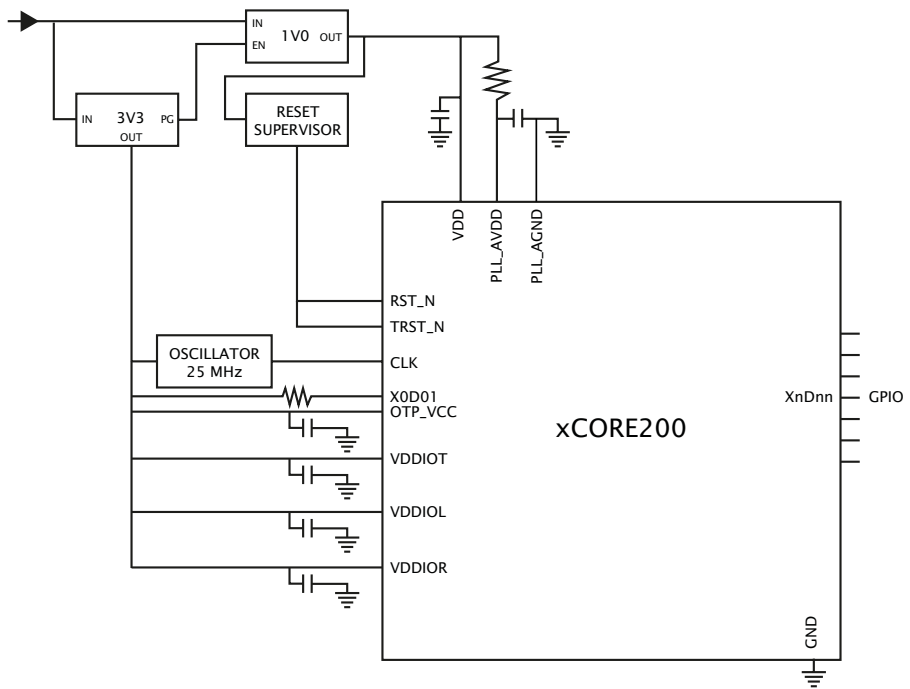 IN
1V0 OUT
EN
IN 3V3 PG
OUT
RESET
SUPERVISOR
VDD
PLL_AVDD
PLL_AGND
RST_N
TRST_N
OSCILLATOR
25 MHz
CLK
X0D01
OTP_VCC
XnDnn GPIO
xCORE200
VDDIOT
VDDIOL
VDDIOR
GND